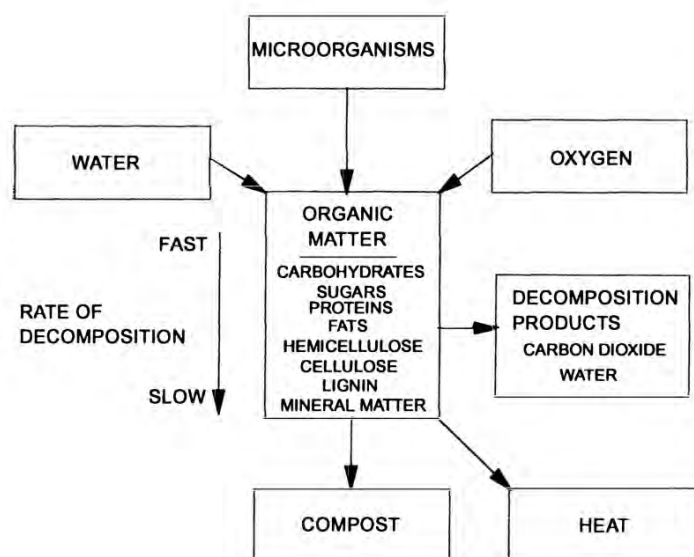 MICROORGANISMS
WATER
OXYGEN
ORGANIC
MATTER
CARBOHYDRATES
SUGARS
PROTEINS
FATS
HEMICELLULOSE
CELLULOSE
LIGNIN
MINERAL MATTER
FAST
RATE OF
DECOMPOSITION
SLOW
DECOMPOSITION
PRODUCTS
CARBON DIOXIDE
WATER
COMPOST
HEAT